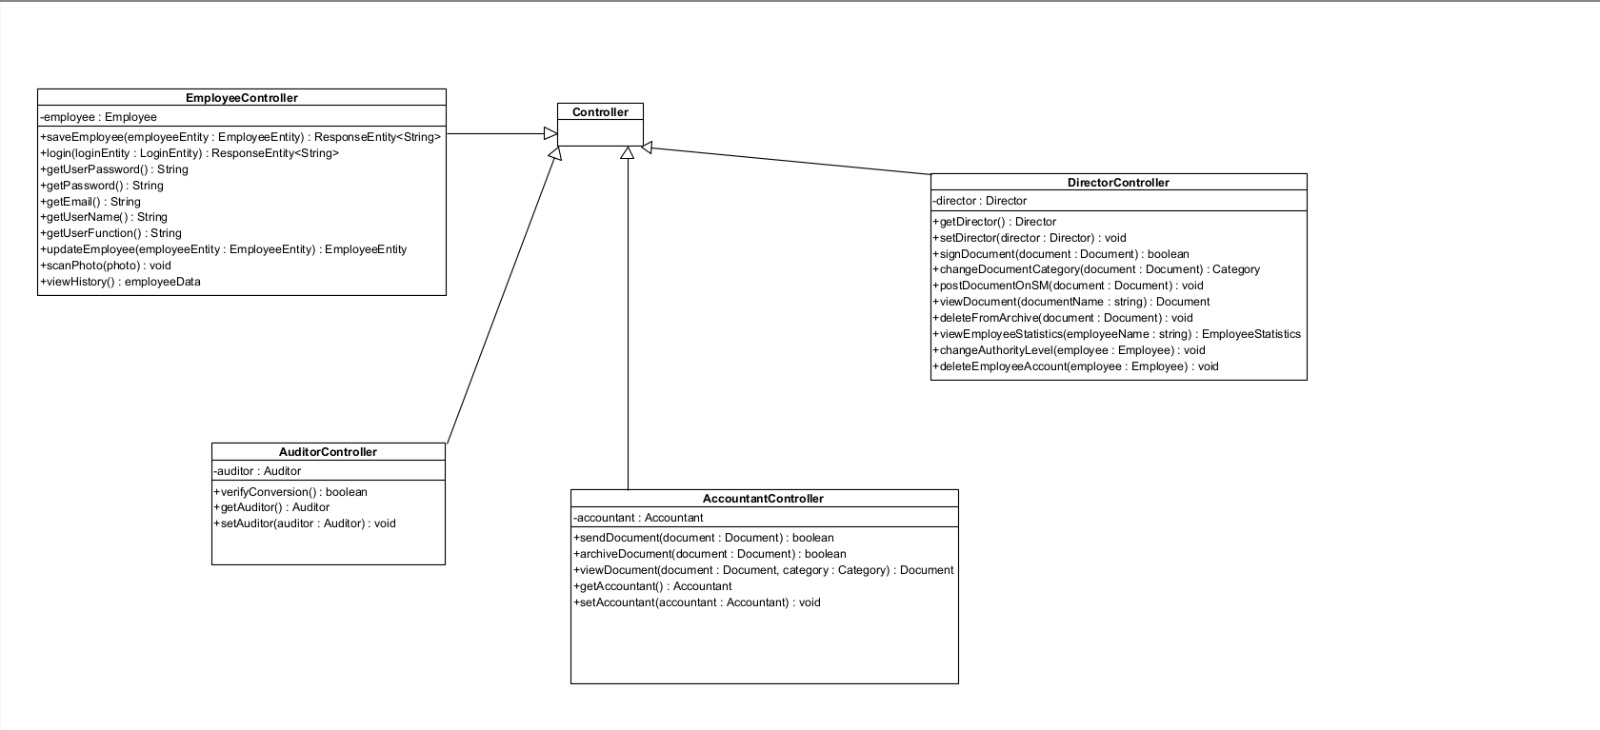 EmployeeController
-employee : Employee
+saveEmployee(employeeEntity : EmployeeEntity) : ResponseEntity<String>
+login(loginEntity : LoginEntity) : ResponseEntity<String>
+getUserPassword() : String
+getPassword() : String
+getEmail() : String
+getUserName() : String
+getUserFunction() : String
+updateEmployee(employeeEntity : EmployeeEntity) : EmployeeEntity
+scanPhoto(photo) : void
+viewHistory() : employeeData
Controller
DirectorController
-director : Director
+getDirector() : Director
+setDirector(director : Director) : void
+signDocument(document : Document) : boolean
+changeDocumentCategory(document : Document) : Category
+postDocumentOnSM(document : Document) : void
+viewDocument(documentName : string) : Document
+deleteFromArchive(document : Document) : void
+viewEmployeeStatistics(employeeName : string) : EmployeeStatistics
+changeAuthorityLevel(employee : Employee) : void
+deleteEmployeeAccount(employee : Employee) : void
AuditorController
-auditor : Auditor
+verifyConversion() : boolean
+getAuditor() : Auditor
+setAuditor(auditor : Auditor) : void
AccountantController
-accountant : Accountant
+sendDocument(document : Document) : boolean
+archiveDocument(document : Document) : boolean
+viewDocument(document : Document, category : Category) : Document
+getAccountant() : Accountant
+setAccountant(accountant : Accountant) : void